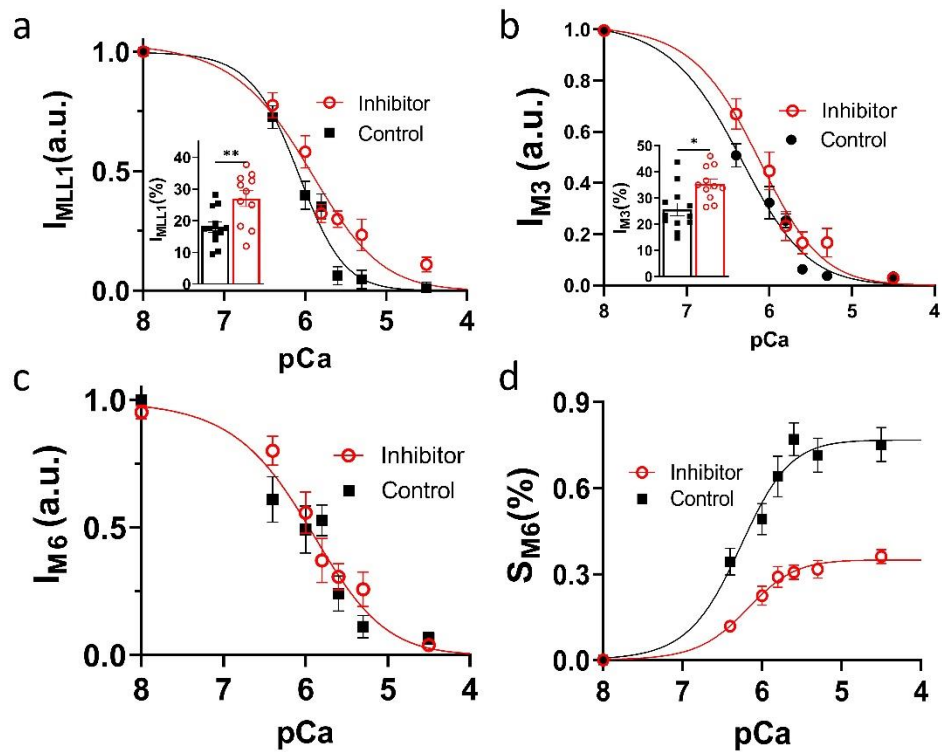 a
I_MLL1(a.u.)
1.0
0.5
0.0
8 7 6 5 4
pCa
Inhibitor
Control
I_MLL1(%)
40
30
20
10
0
**
b
I_M3 (a.u.)
1.0
0.8
0.6
0.4
0.2
0.0
8 7 6 5 4
pCa
Inhibitor
Control
I_M3(%)
50
40
30
20
10
0
*
c
I_M6 (a.u.)
1.0
0.5
0.0
8 7 6 5 4
pCa
Inhibitor
Control
d
S_M6(%)
0.9
0.6
0.3
0.0
8 7 6 5 4
pCa
Inhibitor
Control